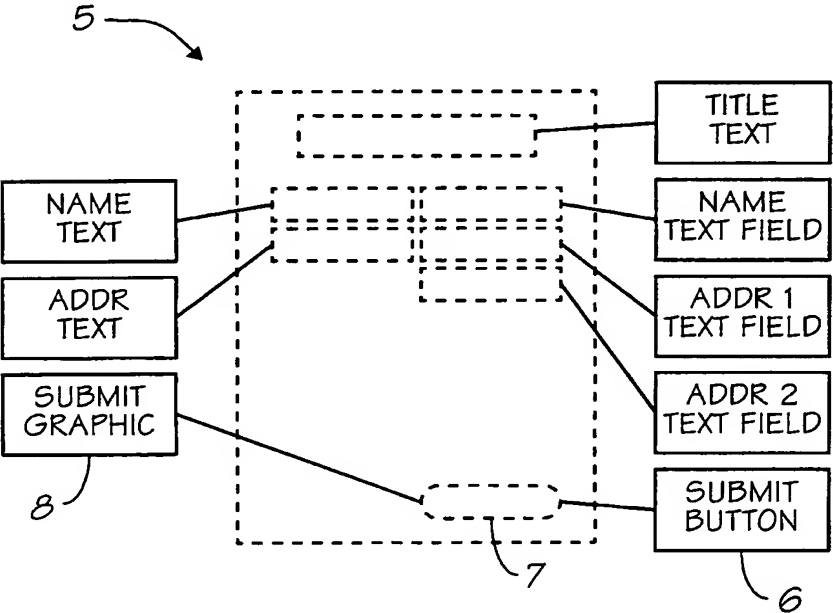 5
TITLE
TEXT
NAME
TEXT
NAME
TEXT FIELD
ADDR
TEXT
ADDR 1
TEXT FIELD
SUBMIT
GRAPHIC
ADDR 2
TEXT FIELD
8
SUBMIT
BUTTON
7
6